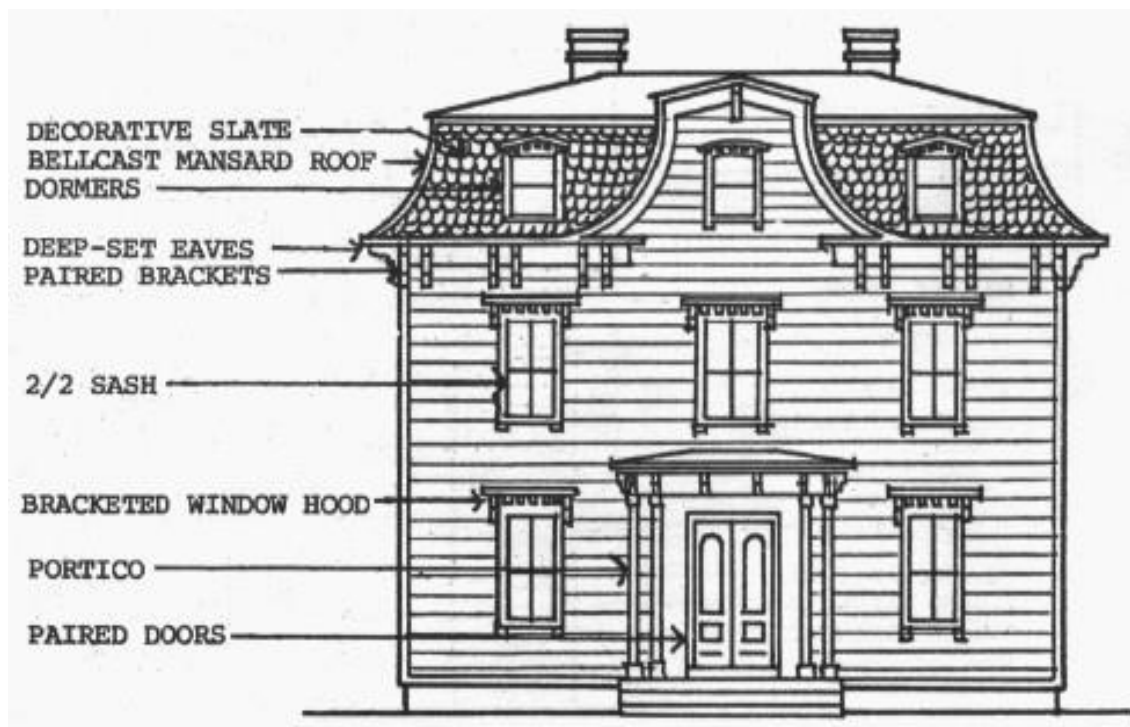 DECORATIVE SLATE
BELLCAST MANSARD ROOF
DORMERS
DEEP-SET EAVES
PAIRED BRACKETS
2/2 SASH
BRACKETED WINDOW HOOD
PORTICO
PAIRED DOORS